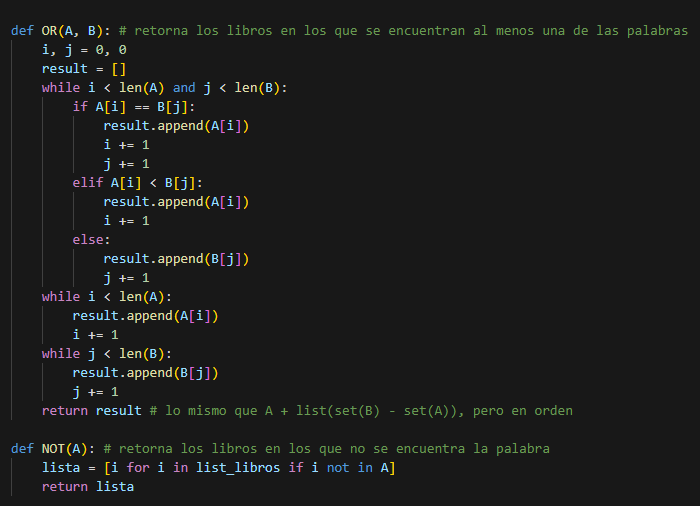 def OR(A, B): # retorna los libros en los que se encuentran al menos una de las palabras
    i, j = 0, 0
    result = []
    while i < len(A) and j < len(B):
        if A[i] == B[j]:
            result.append(A[i])
            i += 1
            j += 1
        elif A[i] < B[j]:
            result.append(A[i])
            i += 1
        else:
            result.append(B[j])
            j += 1
    while i < len(A):
        result.append(A[i])
        i += 1
    while j < len(B):
        result.append(B[j])
        j += 1
    return result # lo mismo que A + list(set(B) - set(A)), pero en orden

def NOT(A): # retorna los libros en los que no se encuentra la palabra
    lista = [i for i in list_libros if i not in A]
    return lista